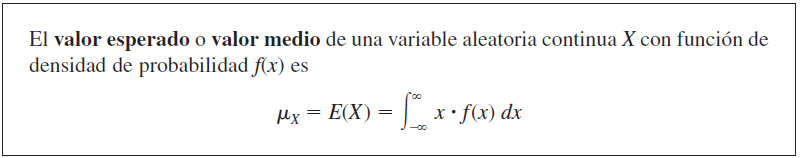 El valor esperado o valor medio de una variable aleatoria continua X con función de
densidad de probabilidad f(x) es
μX = E(X) = ∫_{-∞}^{∞} x · f(x) dx